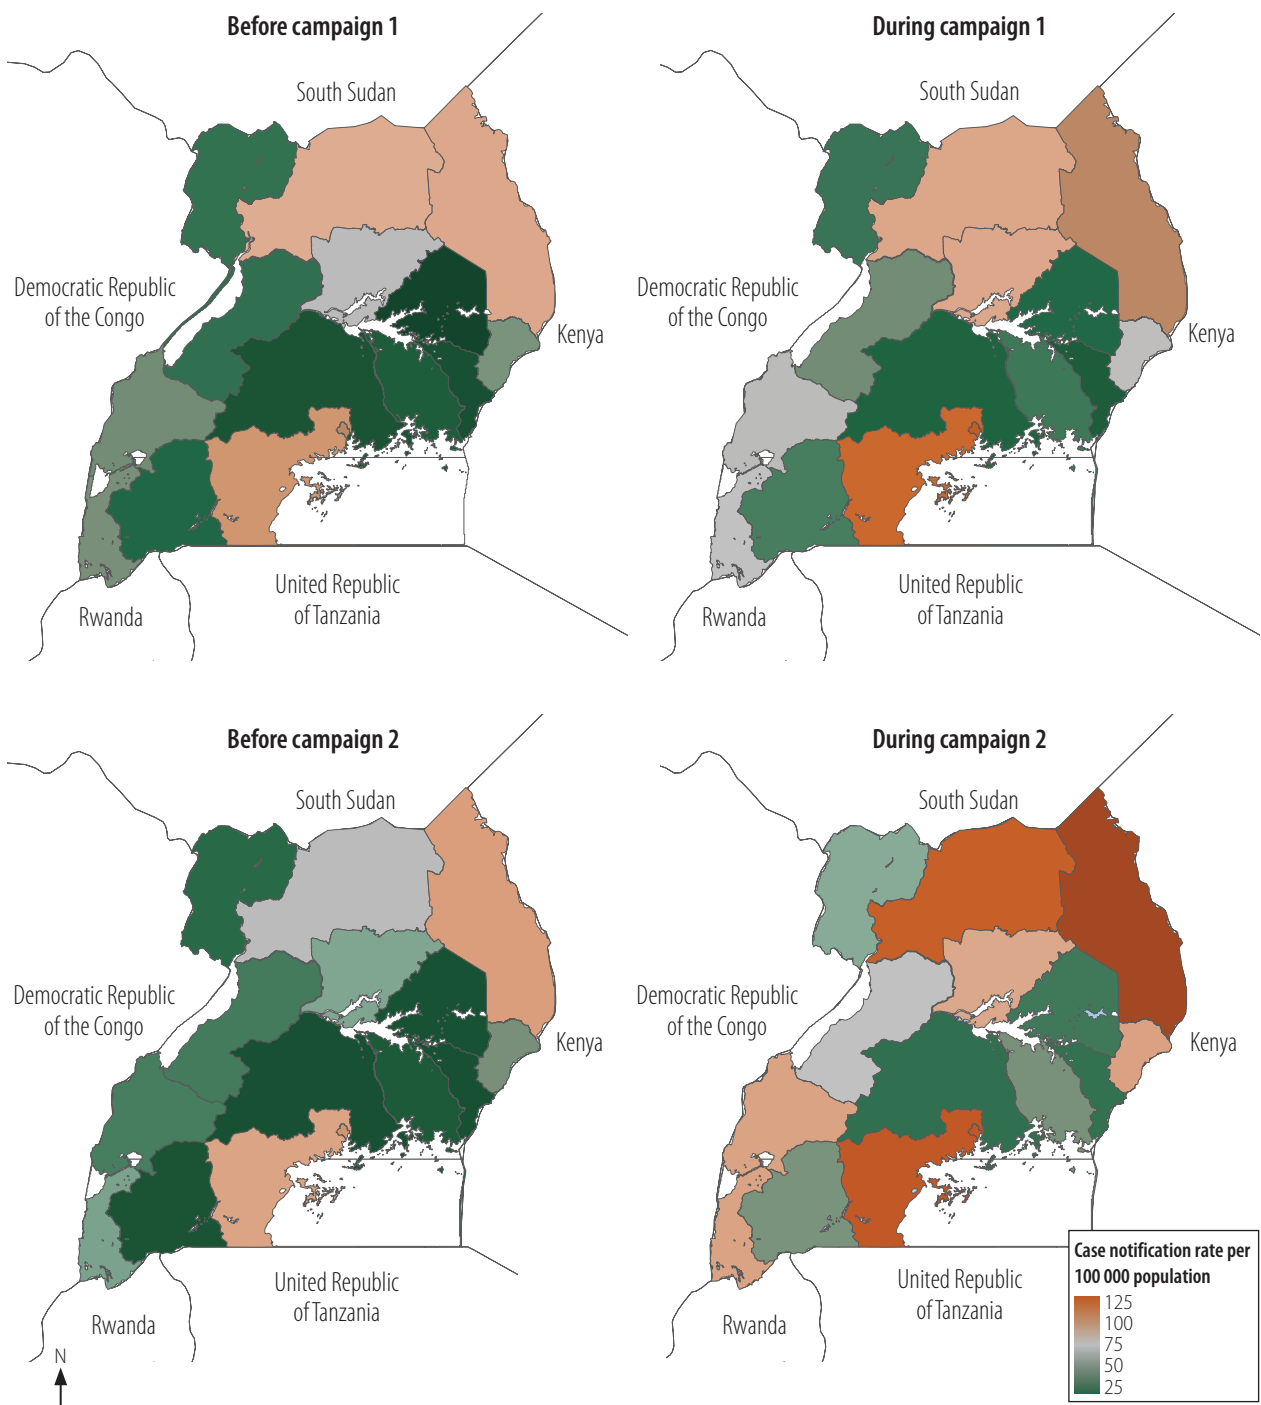 Before campaign 1
South Sudan
Democratic Republic
of the Congo
Kenya
United Republic
of Tanzania
Rwanda
During campaign 1
South Sudan
Democratic Republic
of the Congo
Kenya
United Republic
of Tanzania
Rwanda
Before campaign 2
South Sudan
Democratic Republic
of the Congo
Kenya
United Republic
of Tanzania
Rwanda
N
During campaign 2
South Sudan
Democratic Republic
of the Congo
Kenya
United Republic
of Tanzania
Rwanda
Case notification rate per
100 000 population
125
100
75
50
25